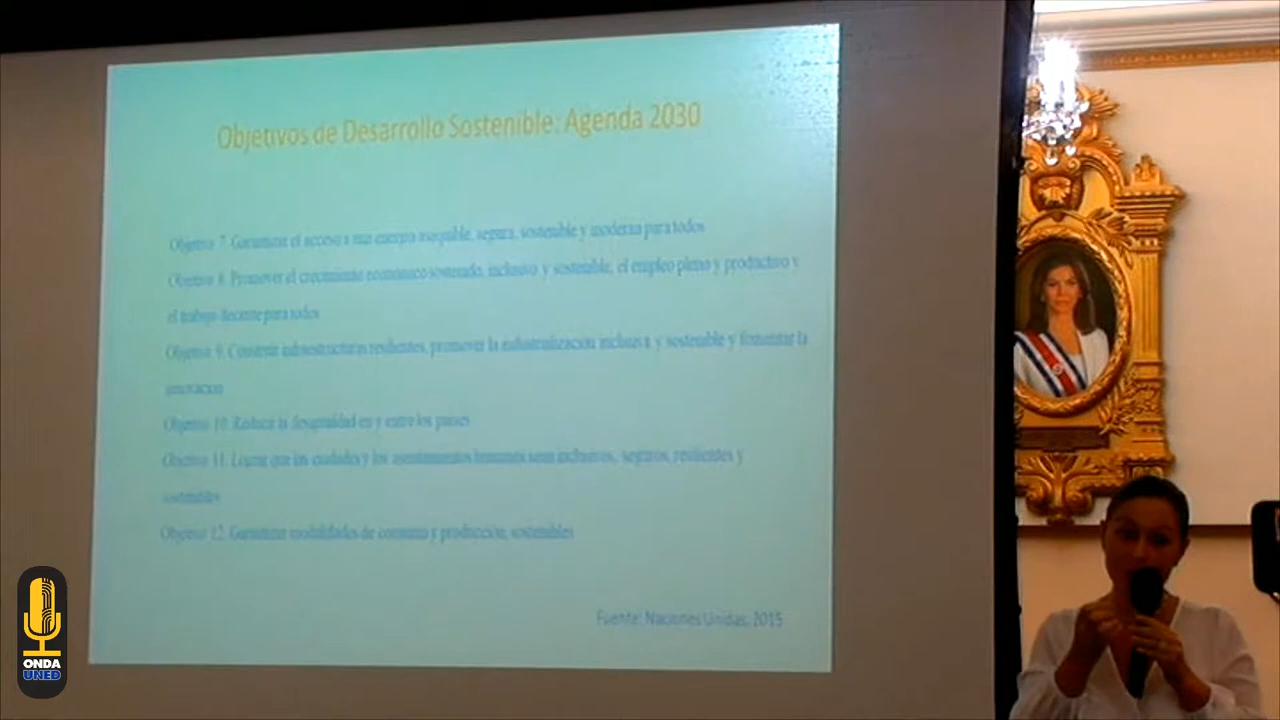 Objetivos de Desarrollo Sostenible: Agenda 2030
Objetivo 7. Garantizar el acceso a una energía asequible, segura, sostenible y moderna para todos
Objetivo 8. Promover el crecimiento económico sostenido, inclusivo y sostenible, el empleo pleno y productivo y
el trabajo decente para todos
Objetivo 9. Construir infraestructuras resilientes, promover la industrialización inclusiva y sostenible y fomentar la
innovación
Objetivo 10. Reducir la desigualdad en y entre los países
Objetivo 11. Lograr que las ciudades y los asentamientos humanos sean inclusivos, seguros, resilientes y
sostenibles
Objetivo 12. Garantizar modalidades de consumo y producción, sostenibles
Fuente: Naciones Unidas, 2015
ONDA
UNED